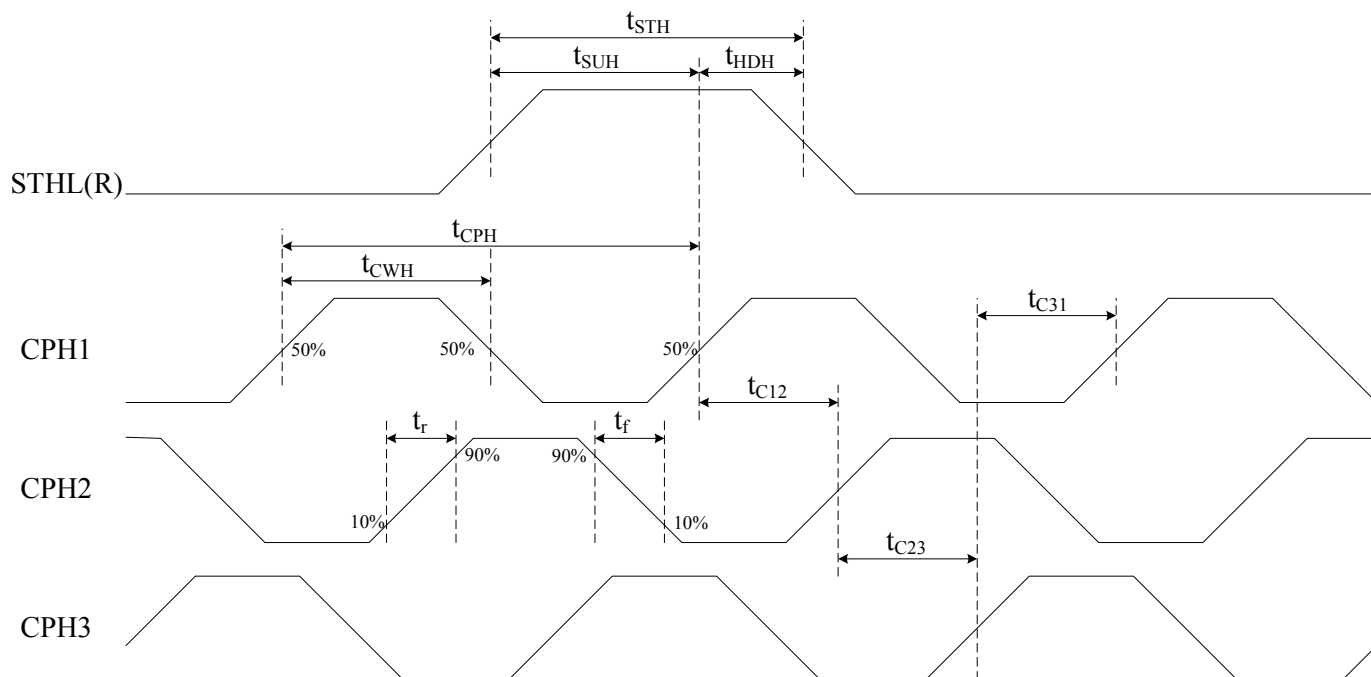 tSTH
tSUH tHDH
STHL(R)
tCPH
tCWH
tC31
CPH1 50% 50% 50%
tC12
tr tf
90% 90%
CPH2
10% 10%
tC23
CPH3